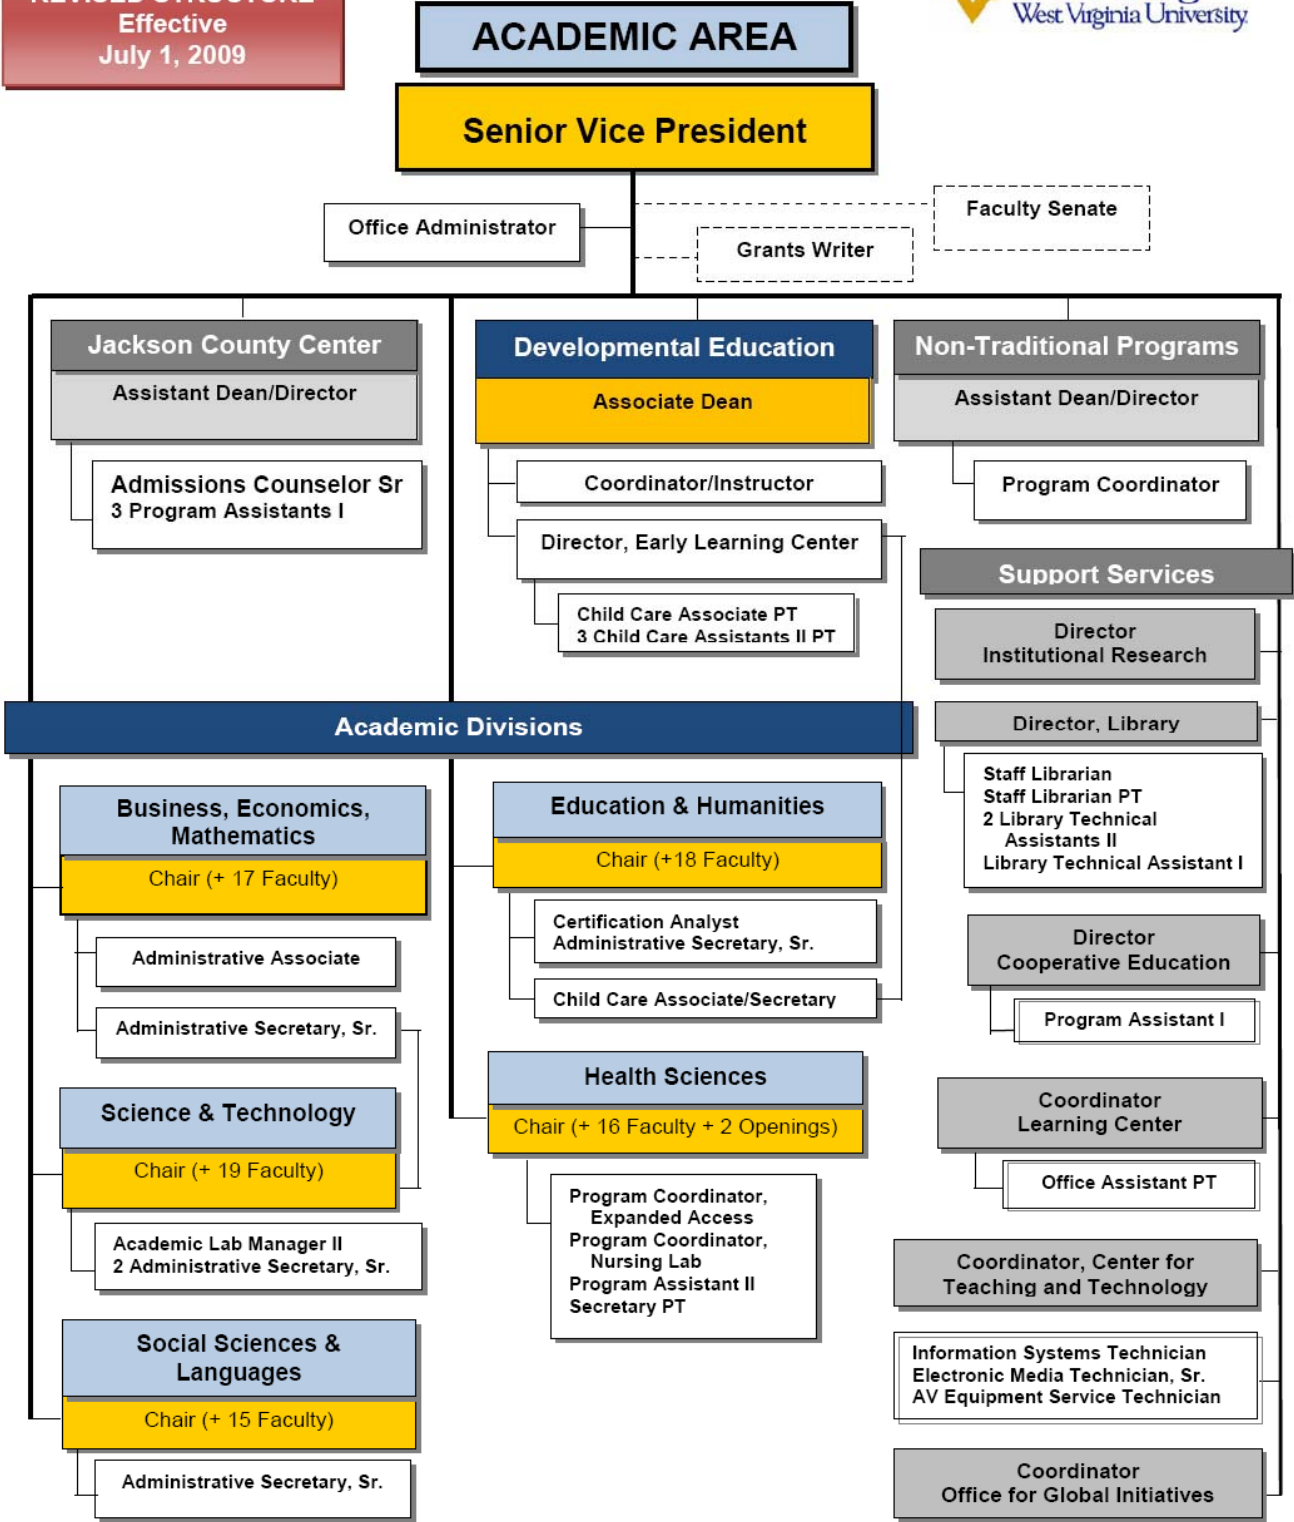 REVISED STRUCTURE
Effective
July 1, 2009
ACADEMIC AREA
West Virginia University
Senior Vice President
Office Administrator
Faculty Senate
Grants Writer
Jackson County Center
Assistant Dean/Director
Admissions Counselor Sr
3 Program Assistants I
Developmental Education
Associate Dean
Coordinator/Instructor
Director, Early Learning Center
Child Care Associate PT
3 Child Care Assistants II PT
Non-Traditional Programs
Assistant Dean/Director
Program Coordinator
Support Services
Director
Institutional Research
Director, Library
Staff Librarian
Staff Librarian PT
2 Library Technical
Assistants II
Library Technical Assistant I
Director
Cooperative Education
Program Assistant I
Coordinator
Learning Center
Office Assistant PT
Coordinator, Center for
Teaching and Technology
Information Systems Technician
Electronic Media Technician, Sr.
AV Equipment Service Technician
Coordinator
Office for Global Initiatives
Academic Divisions
Business, Economics,
Mathematics
Chair (+ 17 Faculty)
Administrative Associate
Administrative Secretary, Sr.
Science & Technology
Chair (+ 19 Faculty)
Academic Lab Manager II
2 Administrative Secretary, Sr.
Social Sciences &
Languages
Chair (+ 15 Faculty)
Administrative Secretary, Sr.
Education & Humanities
Chair (+18 Faculty)
Certification Analyst
Administrative Secretary, Sr.
Child Care Associate/Secretary
Health Sciences
Chair (+ 16 Faculty + 2 Openings)
Program Coordinator,
Expanded Access
Program Coordinator,
Nursing Lab
Program Assistant II
Secretary PT